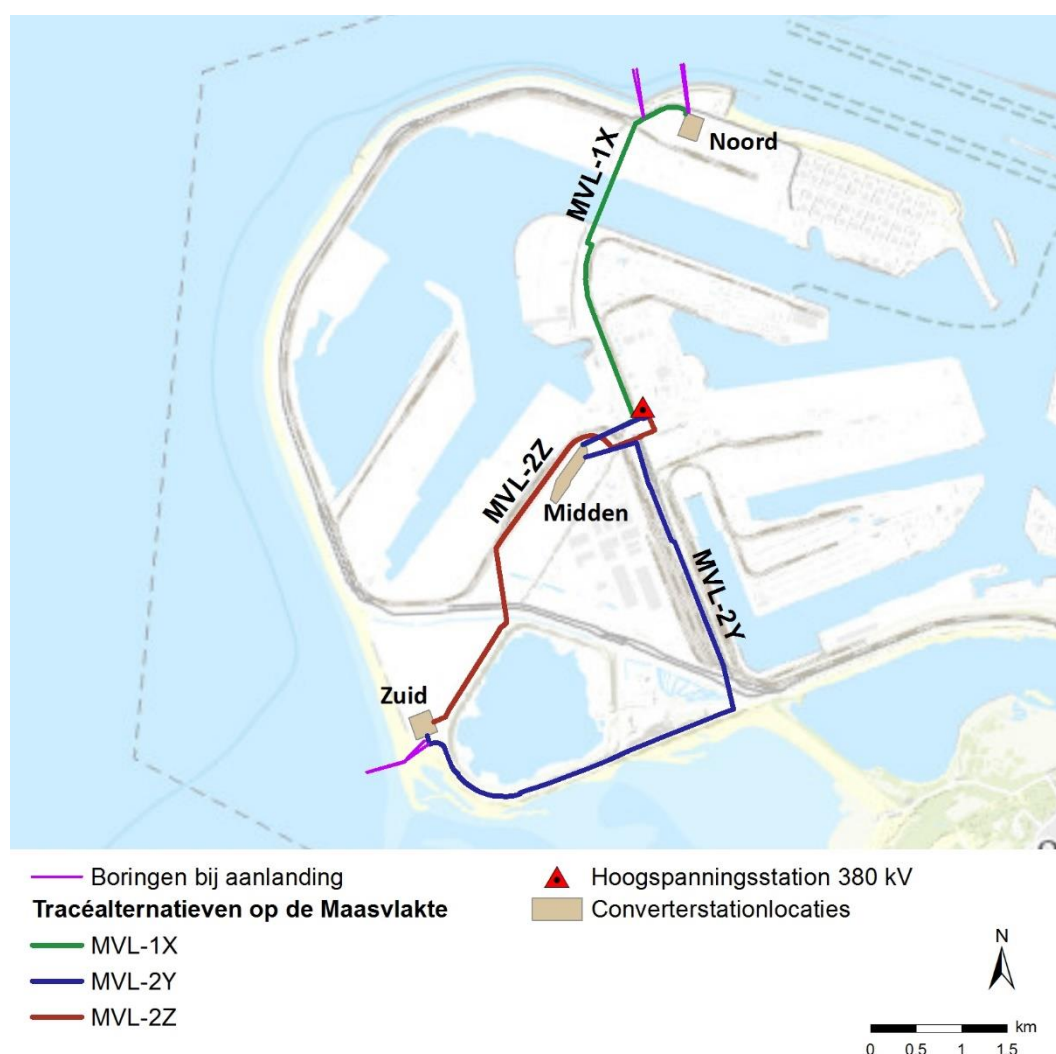 Noord
MVL-1X
MVL-2Z
Midden
MVL-2Y
Zuid
Boringen bij aanlanding
Tracéalternatieven op de Maasvlakte
MVL-1X
MVL-2Y
MVL-2Z
Hoogspanningsstation 380 kV
Converterstationlocaties
N
km
0 0.5 1 1.5